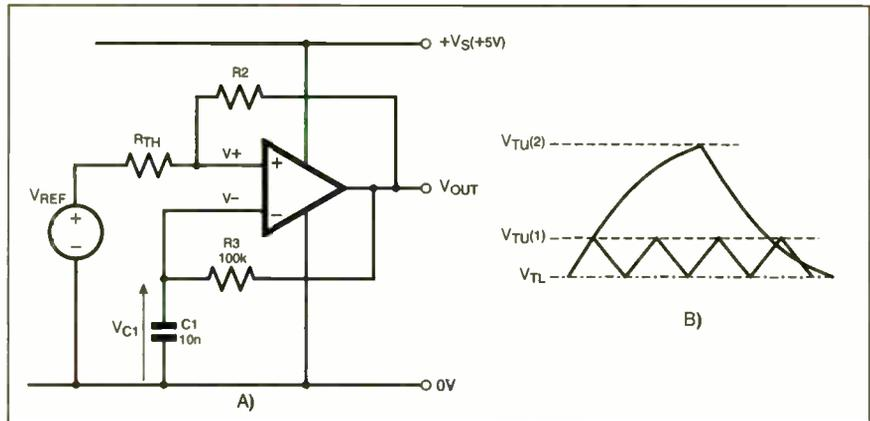 +VS(+5V)
R2
RTH
V+
+
VREF
+
−
VOUT
V−
−
R3
100k
VC1
C1
10n
0V
A)
VTU(2)
VTU(1)
VTL
B)